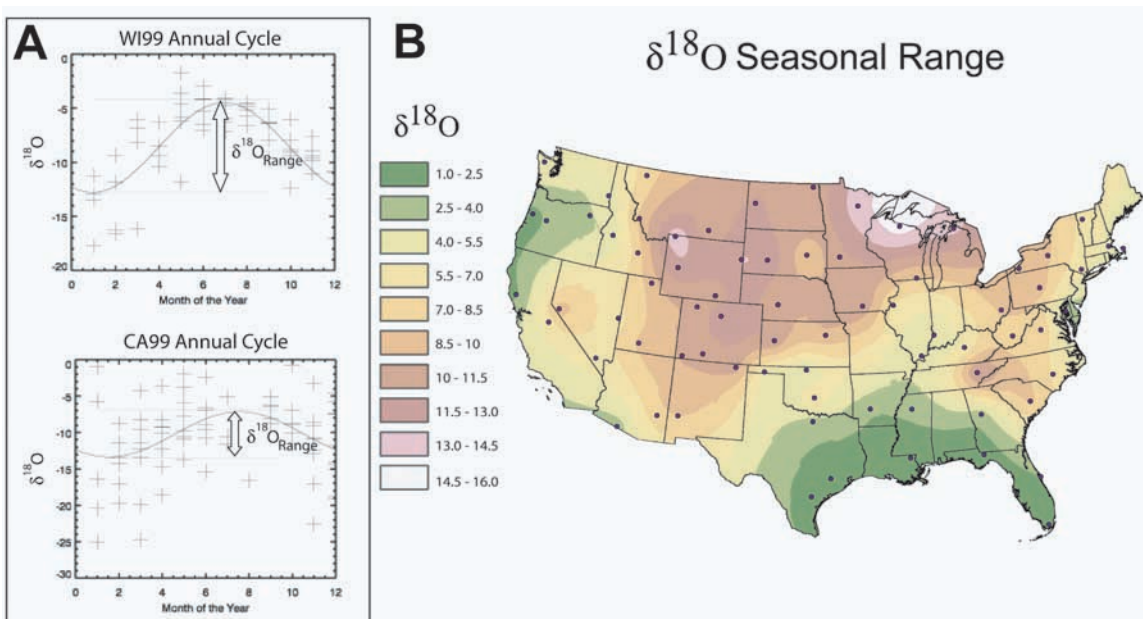 A
WI99 Annual Cycle
0
-5
-10
-15
-20
δ18O
δ18ORange
0 2 4 6 8 10 12
Month of the Year
CA99 Annual Cycle
0
-5
-10
-15
-20
-25
-30
δ18O
δ18ORange
0 2 4 6 8 10 12
Month of the Year
B
δ18O Seasonal Range
δ18O
1.0 - 2.5
2.5 - 4.0
4.0 - 5.5
5.5 - 7.0
7.0 - 8.5
8.5 - 10
10 - 11.5
11.5 - 13.0
13.0 - 14.5
14.5 - 16.0